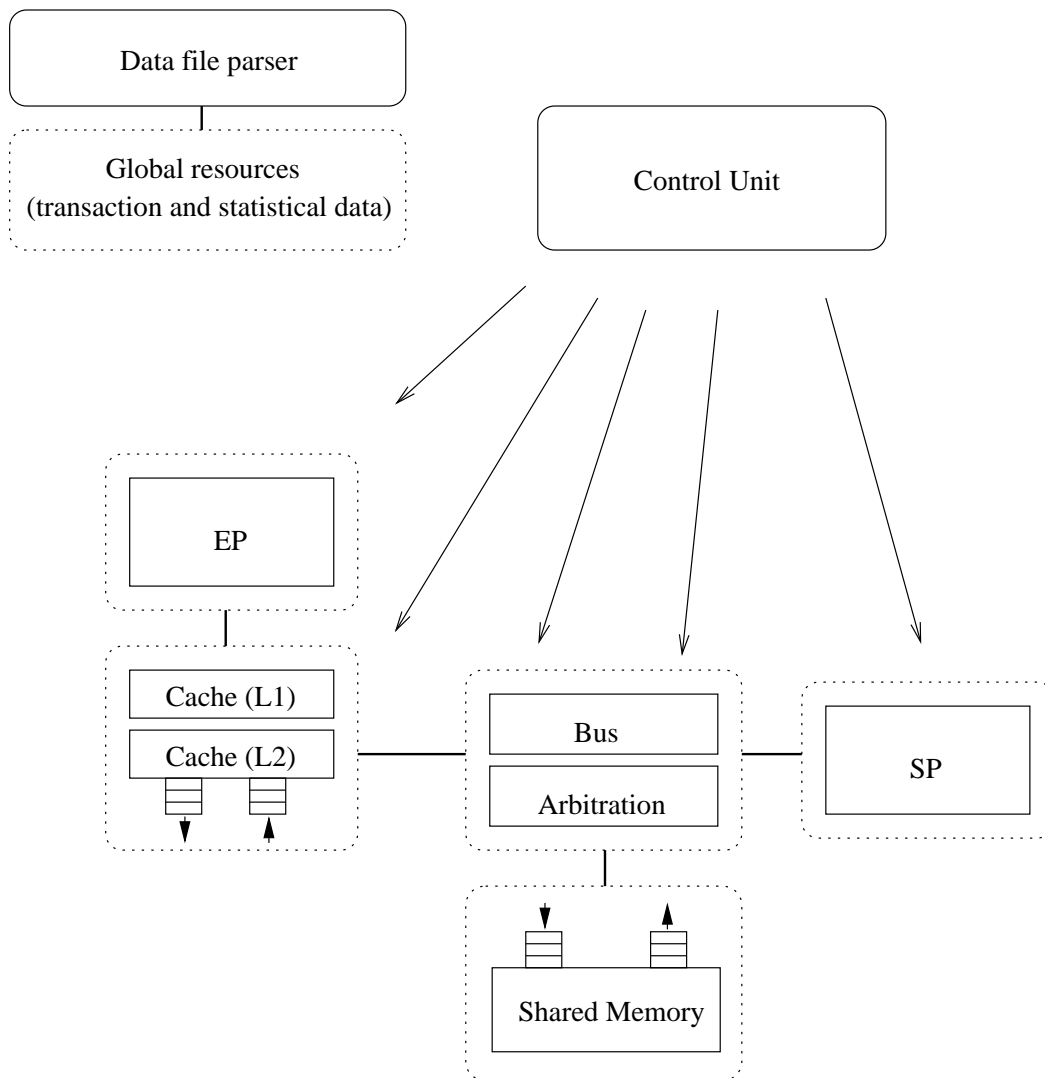 Data file parser
Global resources
(transaction and statistical data)
Control Unit
EP
Cache (L1)
Cache (L2)
Bus
Arbitration
SP
Shared Memory